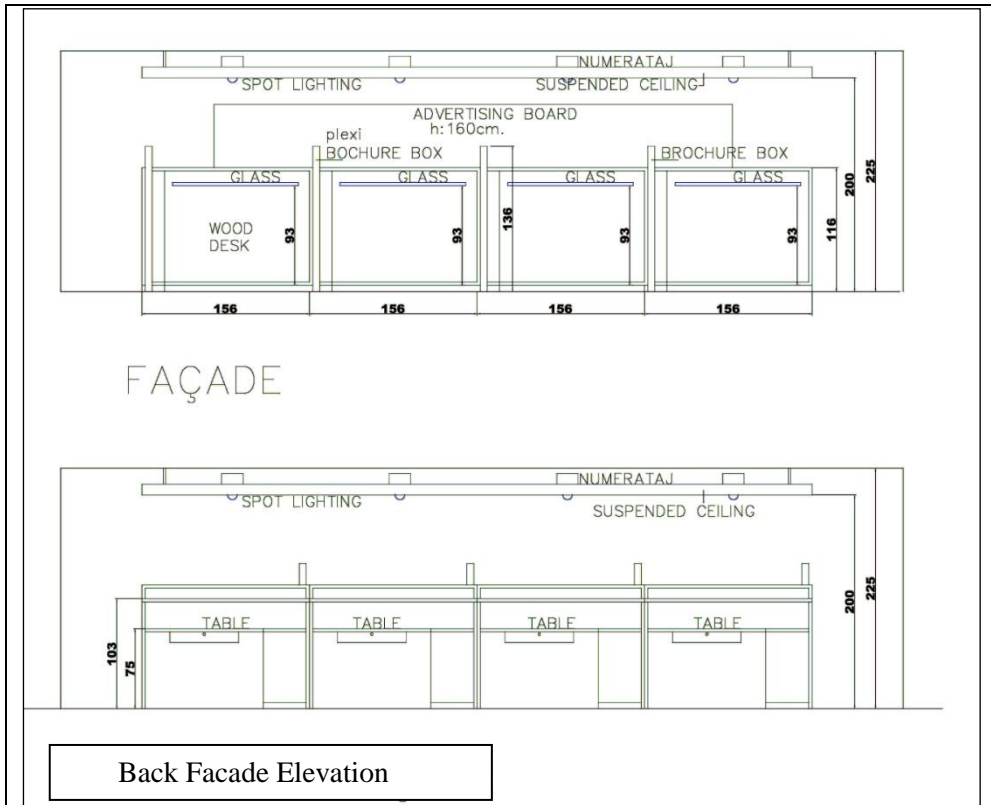 NUMERATAJ
SPOT LIGHTING SUSPENDED CEILING
ADVERTISING BOARD
h:160cm.
plexi
BOCHURE BOX BROCHURE BOX
GLASS GLASS GLASS GLASS
WOOD
DESK
93 93 136 93 93 116 200 225
156 156 156 156
FAÇADE
NUMERATAJ
SPOT LIGHTING SUSPENDED CEILING
TABLE TABLE TABLE TABLE
103 75 200 225
Back Facade Elevation